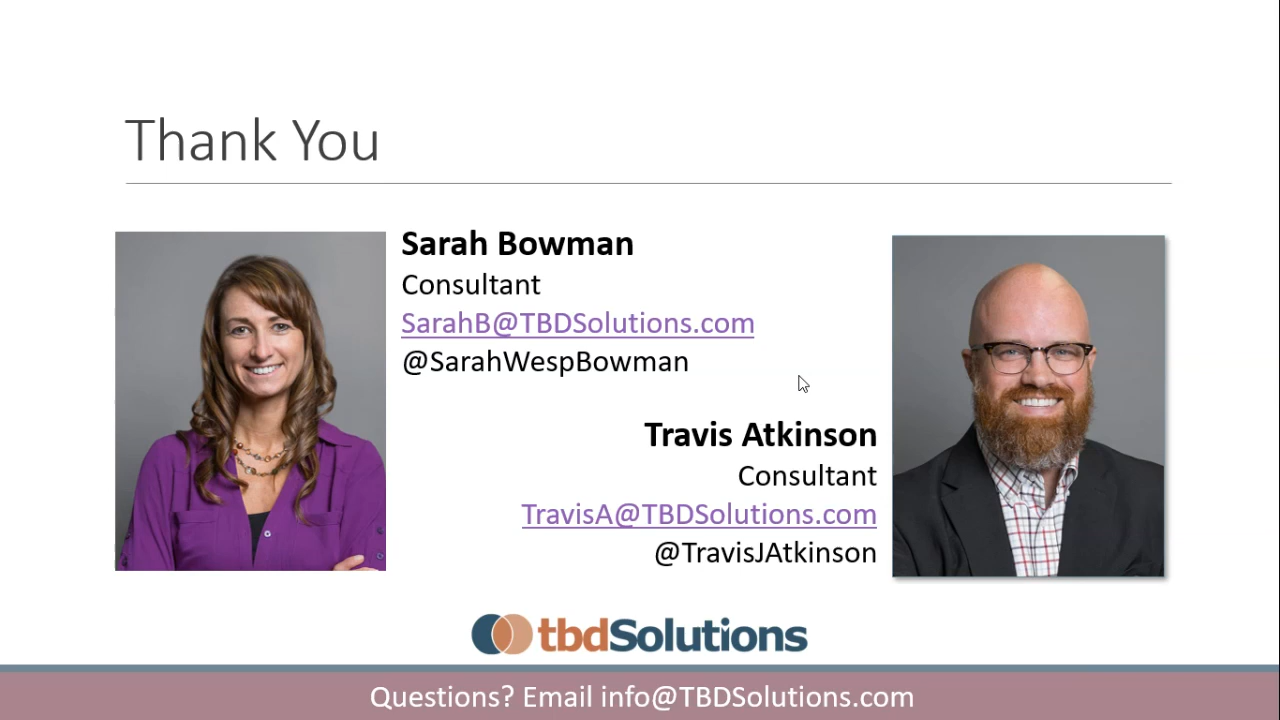 Thank You
Sarah Bowman
Consultant
SarahB@TBDSolutions.com
@SarahWespBowman
Travis Atkinson
Consultant
TravisA@TBDSolutions.com
@TravisJAtkinson
tbdSolutions
Questions? Email info@TBDSolutions.com